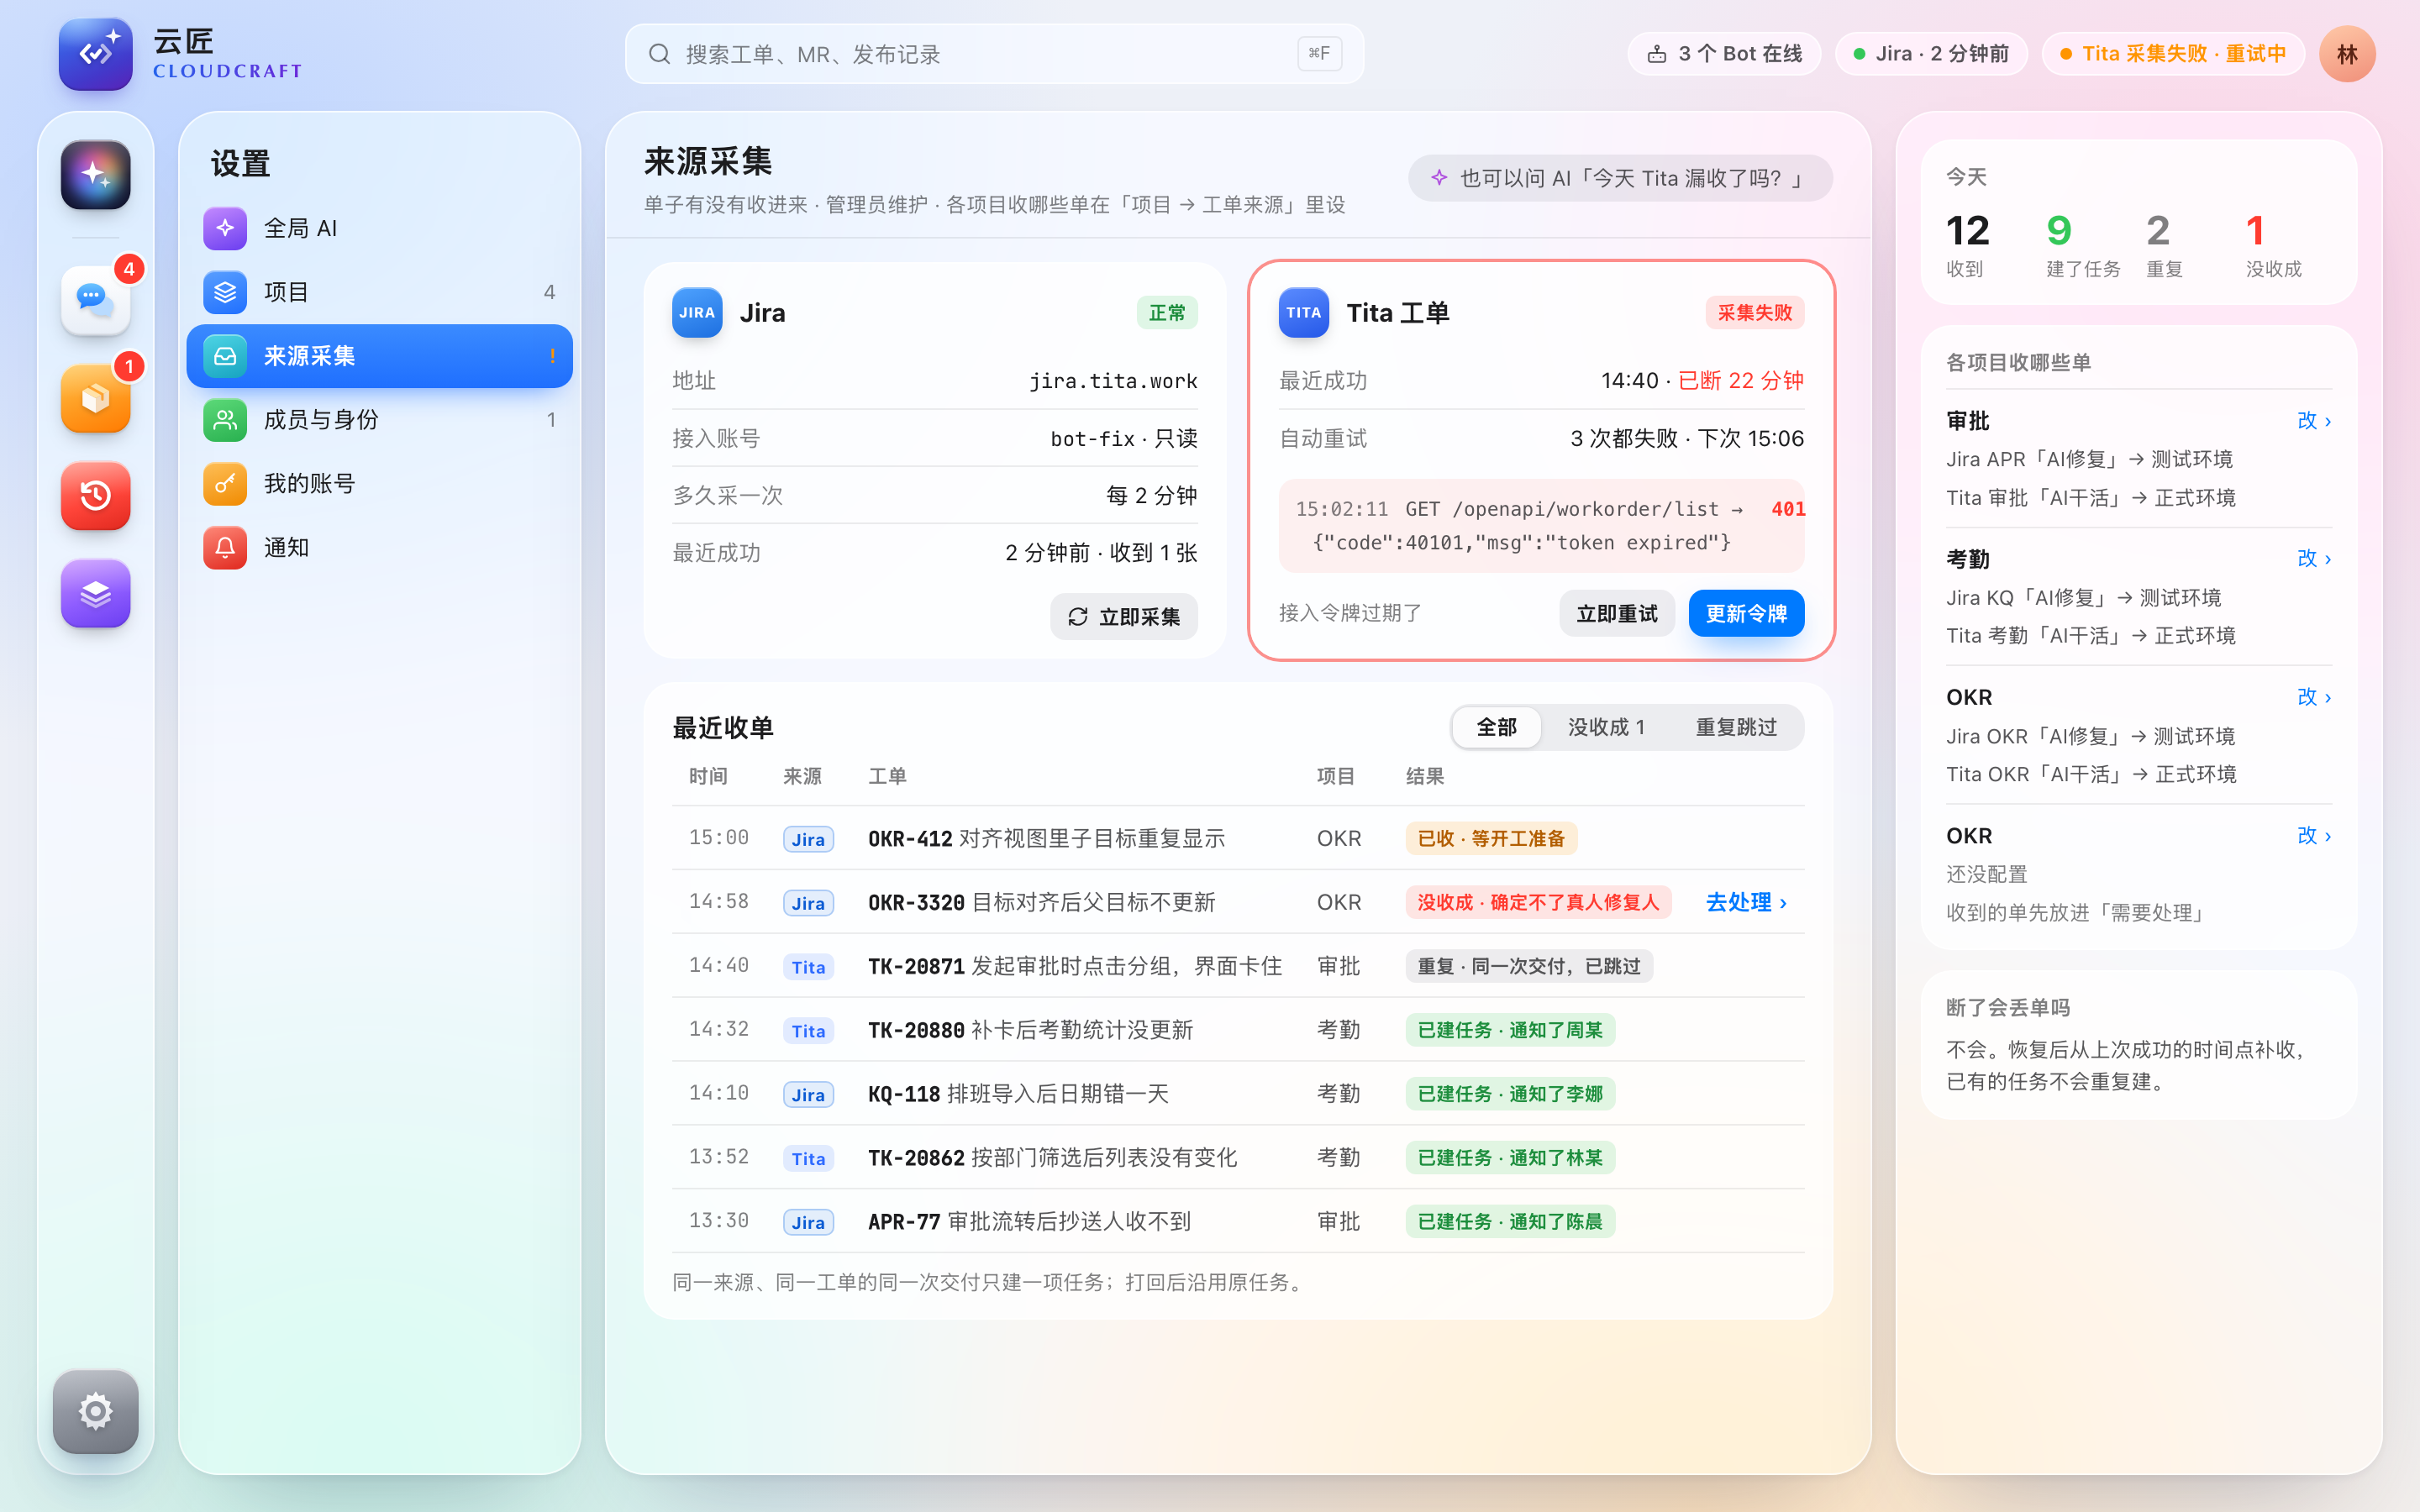 云匠
CLOUDCRAFT
搜索工单、MR、发布记录
⌘F
3 个 Bot 在线
Jira · 2 分钟前
Tita 采集失败 · 重试中
林
4
1
设置
全局 AI
项目
4
来源采集
!
成员与身份
1
我的账号
通知
来源采集
单子有没有收进来 · 管理员维护 · 各项目收哪些单在「项目 → 工单来源」里设
也可以问 AI「今天 Tita 漏收了吗？」
JIRA
Jira
正常
地址
jira.tita.work
接入账号
bot-fix · 只读
多久采一次
每 2 分钟
最近成功
2 分钟前 · 收到 1 张
立即采集
TITA
Tita 工单
采集失败
最近成功
14:40 · 已断 22 分钟
自动重试
3 次都失败 · 下次 15:06
15:02:11 GET /openapi/workorder/list → 401
{"code":40101,"msg":"token expired"}
接入令牌过期了
立即重试
更新令牌
最近收单
全部
没收成 1
重复跳过
时间 来源 工单 项目 结果
15:00 Jira OKR-412 对齐视图里子目标重复显示 OKR 已收 · 等开工准备
14:58 Jira OKR-3320 目标对齐后父目标不更新 OKR 没收成 · 确定不了真人修复人 去处理 ›
14:40 Tita TK-20871 发起审批时点击分组，界面卡住 审批 重复 · 同一次交付，已跳过
14:32 Tita TK-20880 补卡后考勤统计没更新 考勤 已建任务 · 通知了周某
14:10 Jira KQ-118 排班导入后日期错一天 考勤 已建任务 · 通知了李娜
13:52 Tita TK-20862 按部门筛选后列表没有变化 考勤 已建任务 · 通知了林某
13:30 Jira APR-77 审批流转后抄送人收不到 审批 已建任务 · 通知了陈晨
同一来源、同一工单的同一次交付只建一项任务；打回后沿用原任务。
今天
12 9 2 1
收到 建了任务 重复 没收成
各项目收哪些单
审批 改 ›
Jira APR「AI修复」→ 测试环境
Tita 审批「AI干活」→ 正式环境
考勤 改 ›
Jira KQ「AI修复」→ 测试环境
Tita 考勤「AI干活」→ 正式环境
OKR 改 ›
Jira OKR「AI修复」→ 测试环境
Tita OKR「AI干活」→ 正式环境
OKR 改 ›
还没配置
收到的单先放进「需要处理」
断了会丢单吗
不会。恢复后从上次成功的时间点补收，
已有的任务不会重复建。